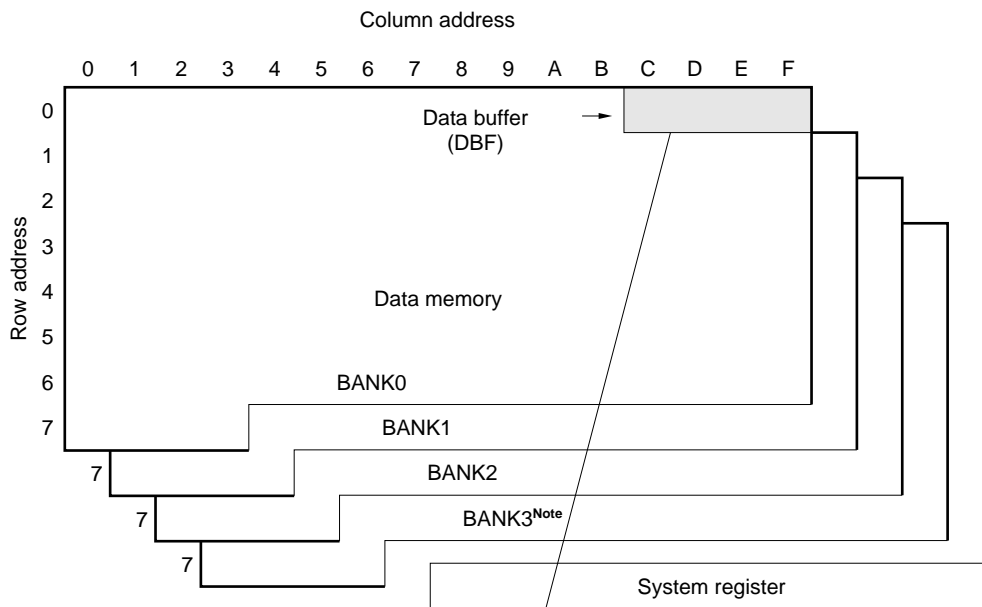 Column address
0 1 2 3 4 5 6 7 8 9 A B C D E F
Row address
0
1
2
3
4
5
6
7
Data buffer
(DBF)
Data memory
BANK0
BANK1
7
BANK2
7
BANK3Note
7
System register